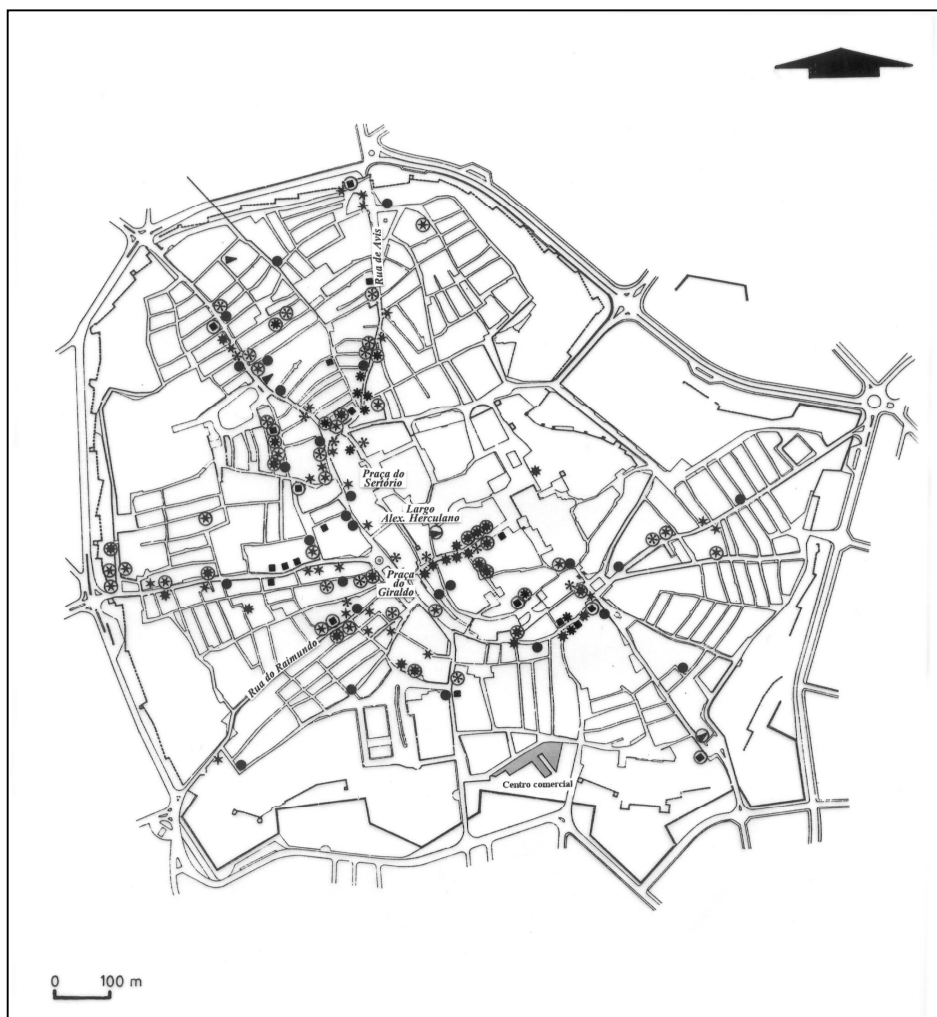 Rua de Avis
Praça do
Sertório
Largo
Alex. Herculano
Praça
do
Giraldo
Rua do Raimundo
Centro comercial
0 100 m